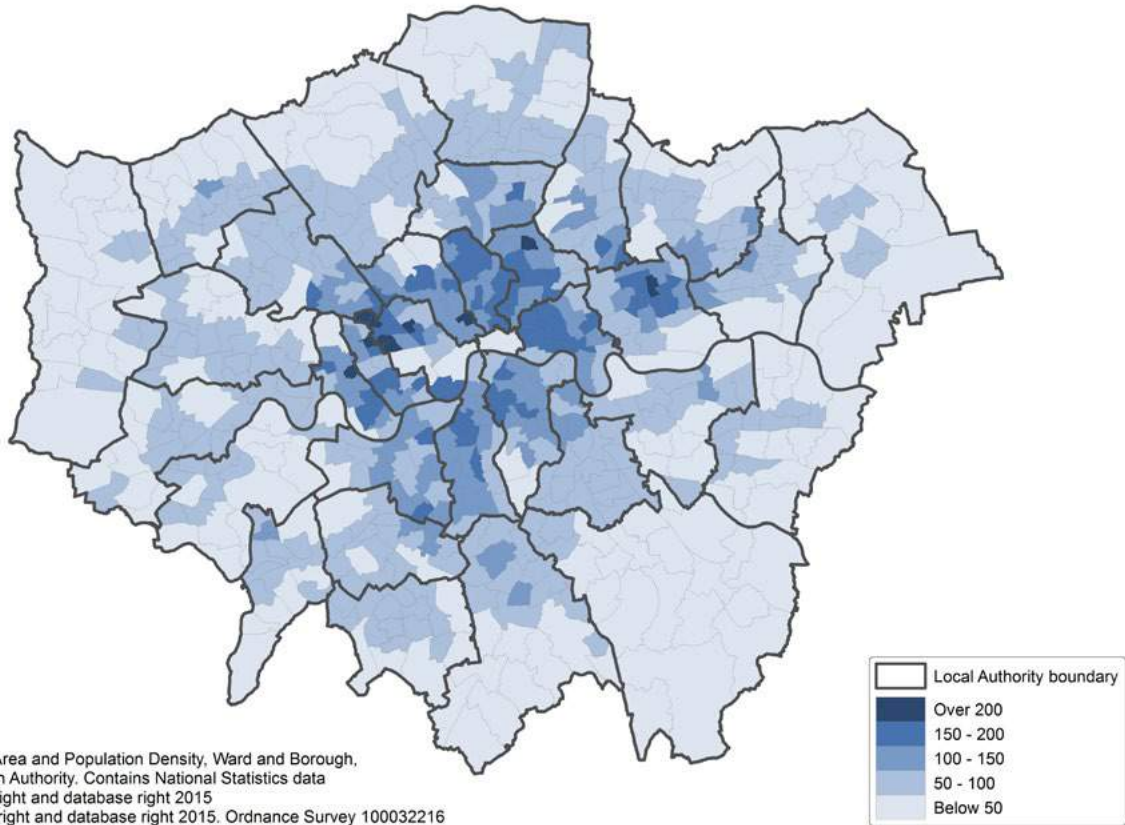 Area and Population Density, Ward and Borough,
Authority. Contains National Statistics data
right and database right 2015
right and database right 2015. Ordnance Survey 100032216
Local Authority boundary
Over 200
150 - 200
100 - 150
50 - 100
Below 50